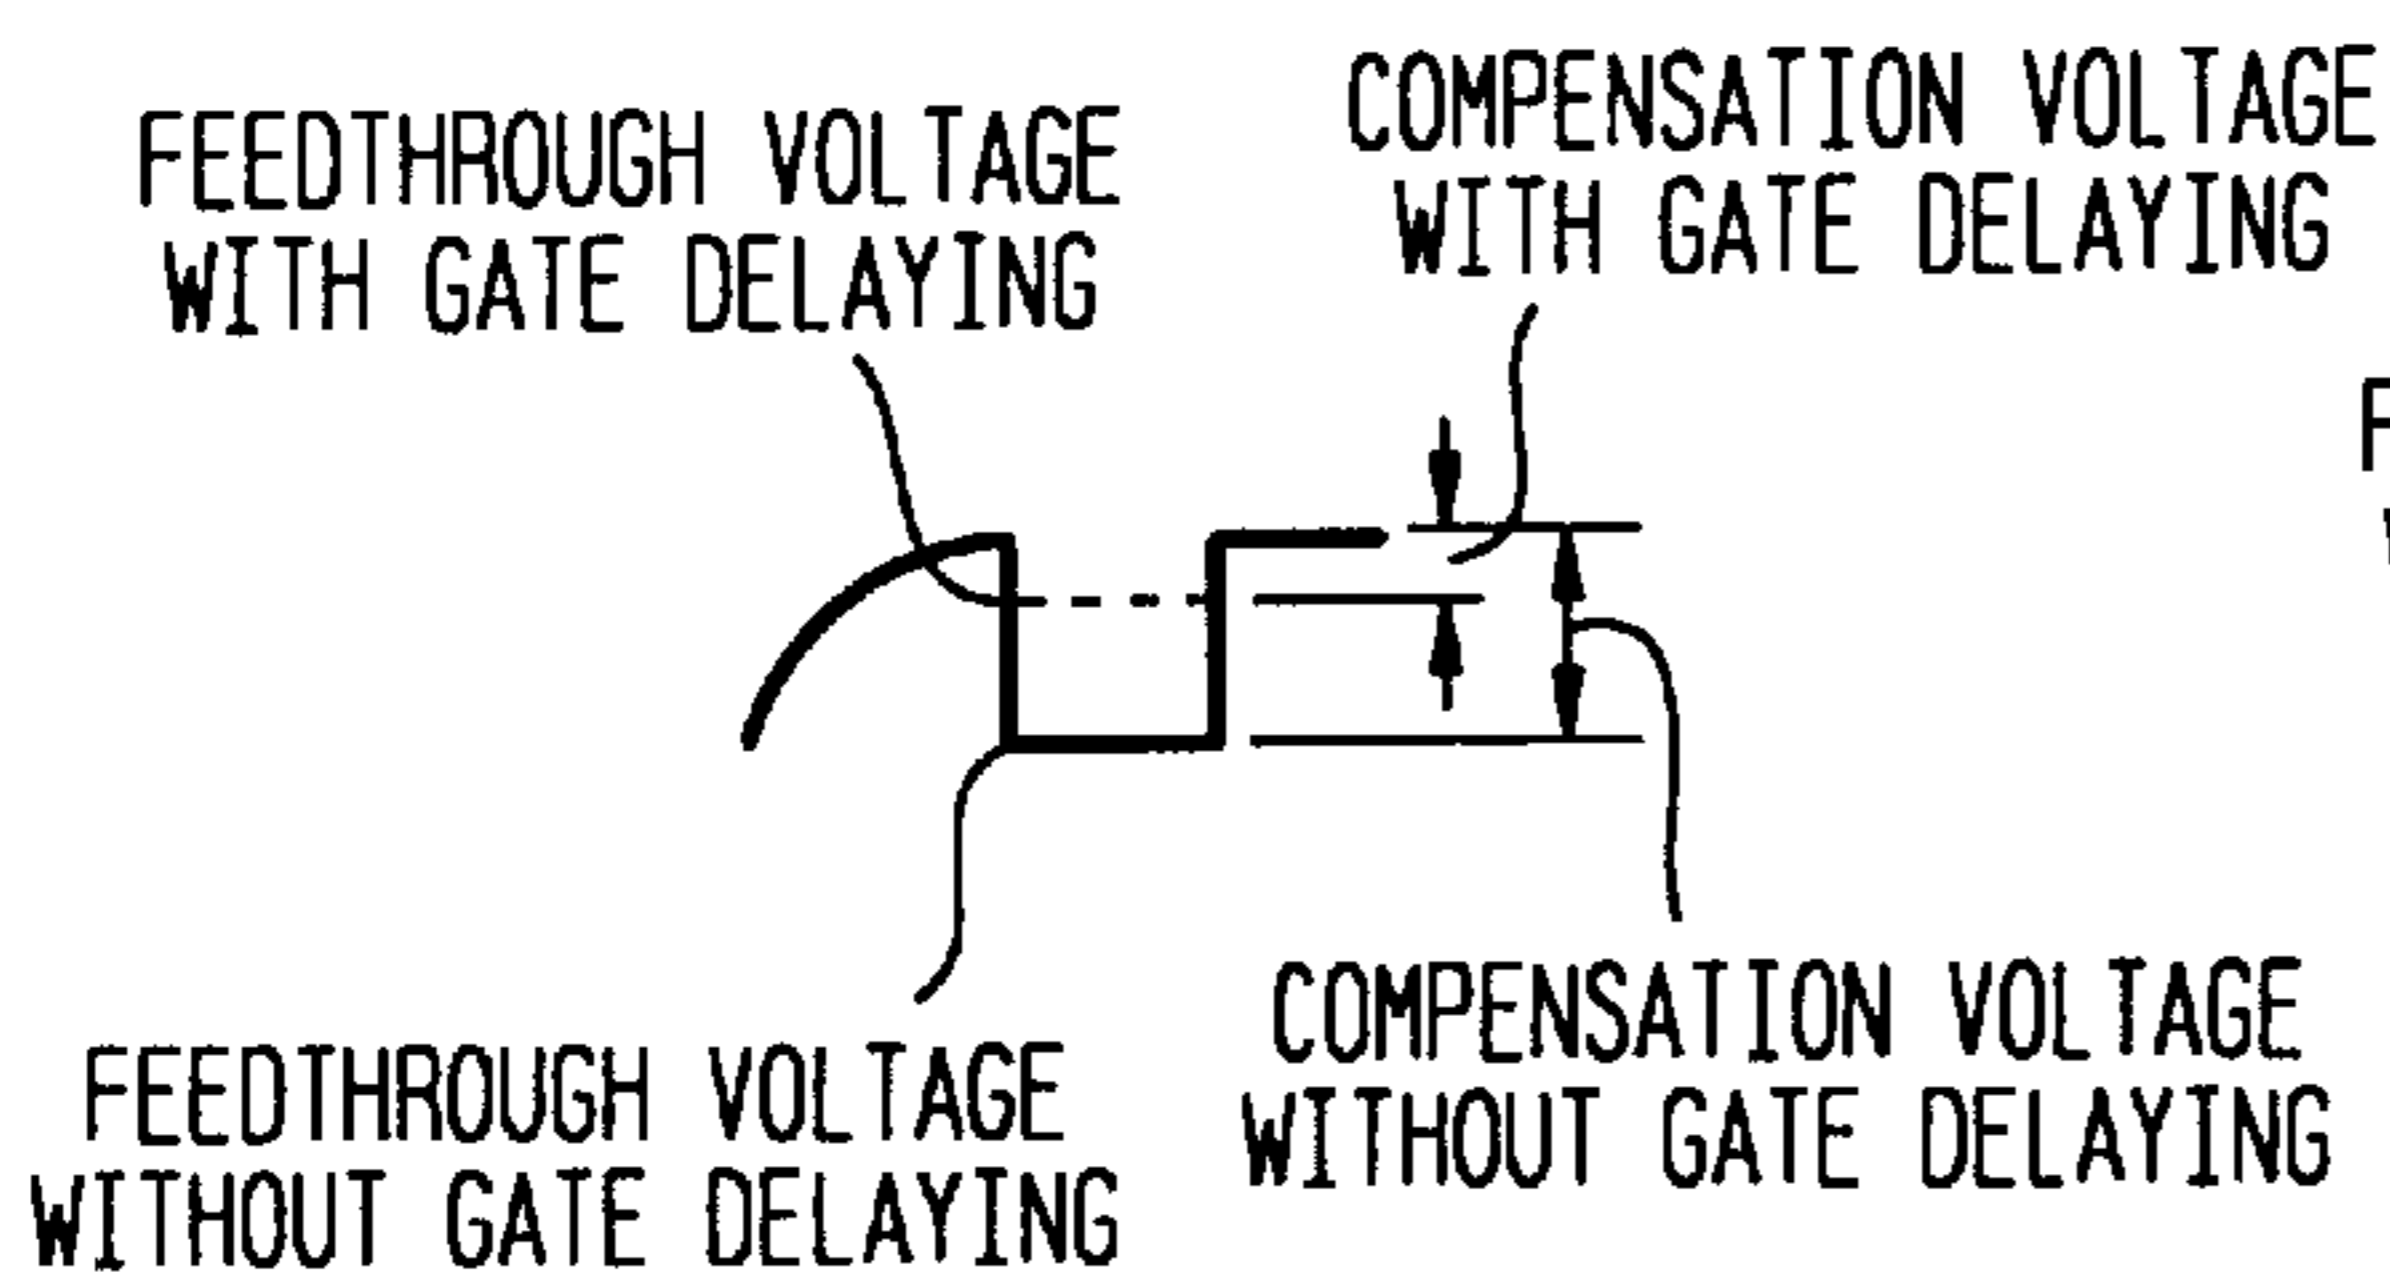 FEEDTHROUGH VOLTAGE
WITH GATE DELAYING
COMPENSATION VOLTAGE
WITH GATE DELAYING
FEEDTHROUGH VOLTAGE
WITHOUT GATE DELAYING
COMPENSATION VOLTAGE
WITHOUT GATE DELAYING